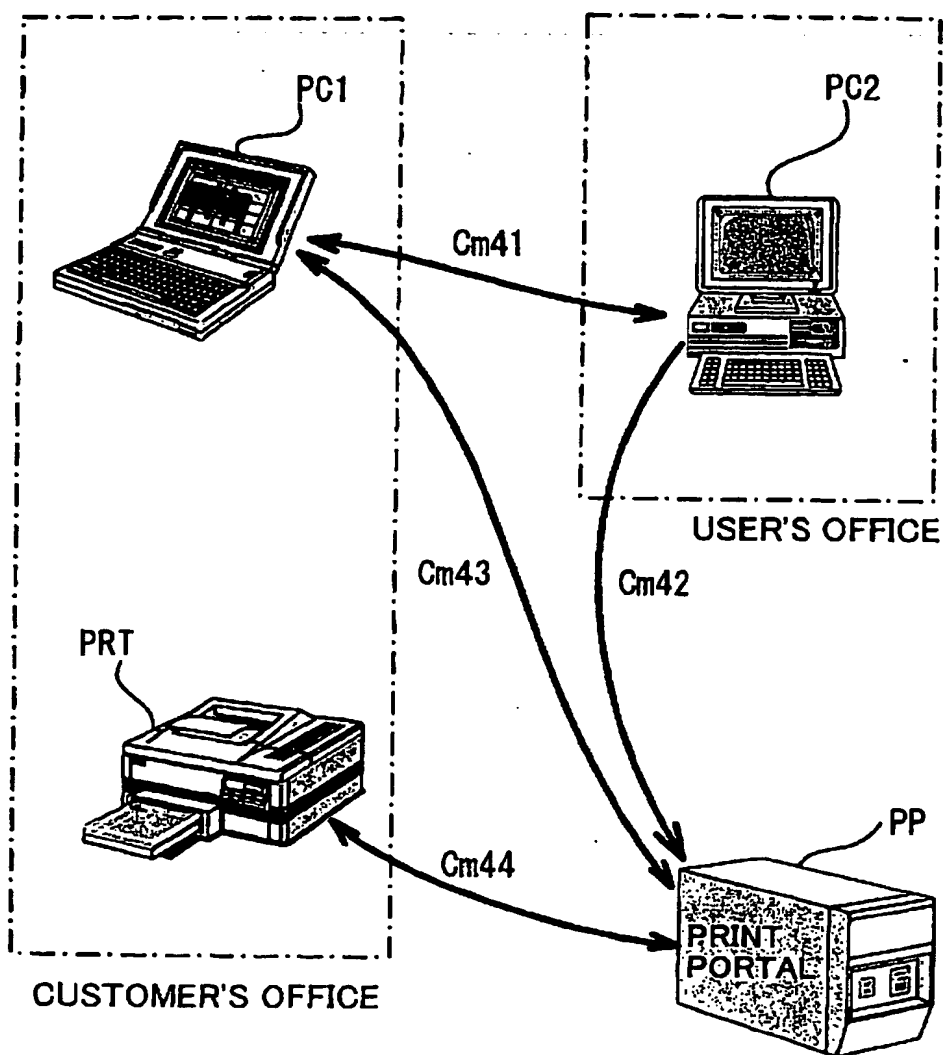 PC1
PC2
Cm41
USER'S OFFICE
Cm43
Cm42
PRT
Cm44
PP
PRINT
PORTAL
CUSTOMER'S OFFICE